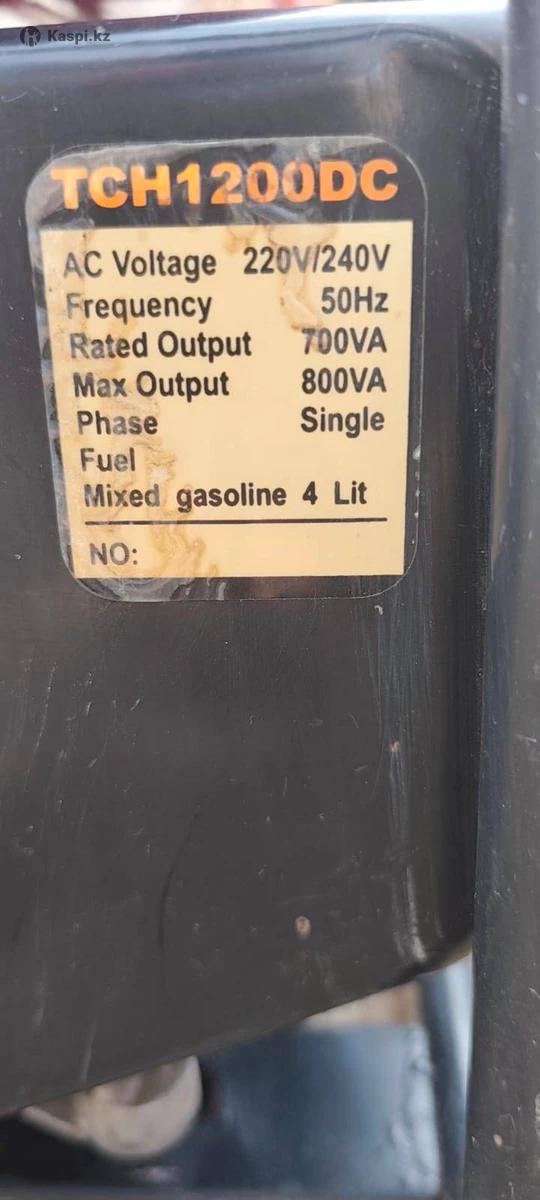 Kaspi.kz
TCH1200DC
AC Voltage 220V/240V
Frequency 50Hz
Rated Output 700VA
Max Output 800VA
Phase Single
Fuel
Mixed gasoline 4 Lit
NO: